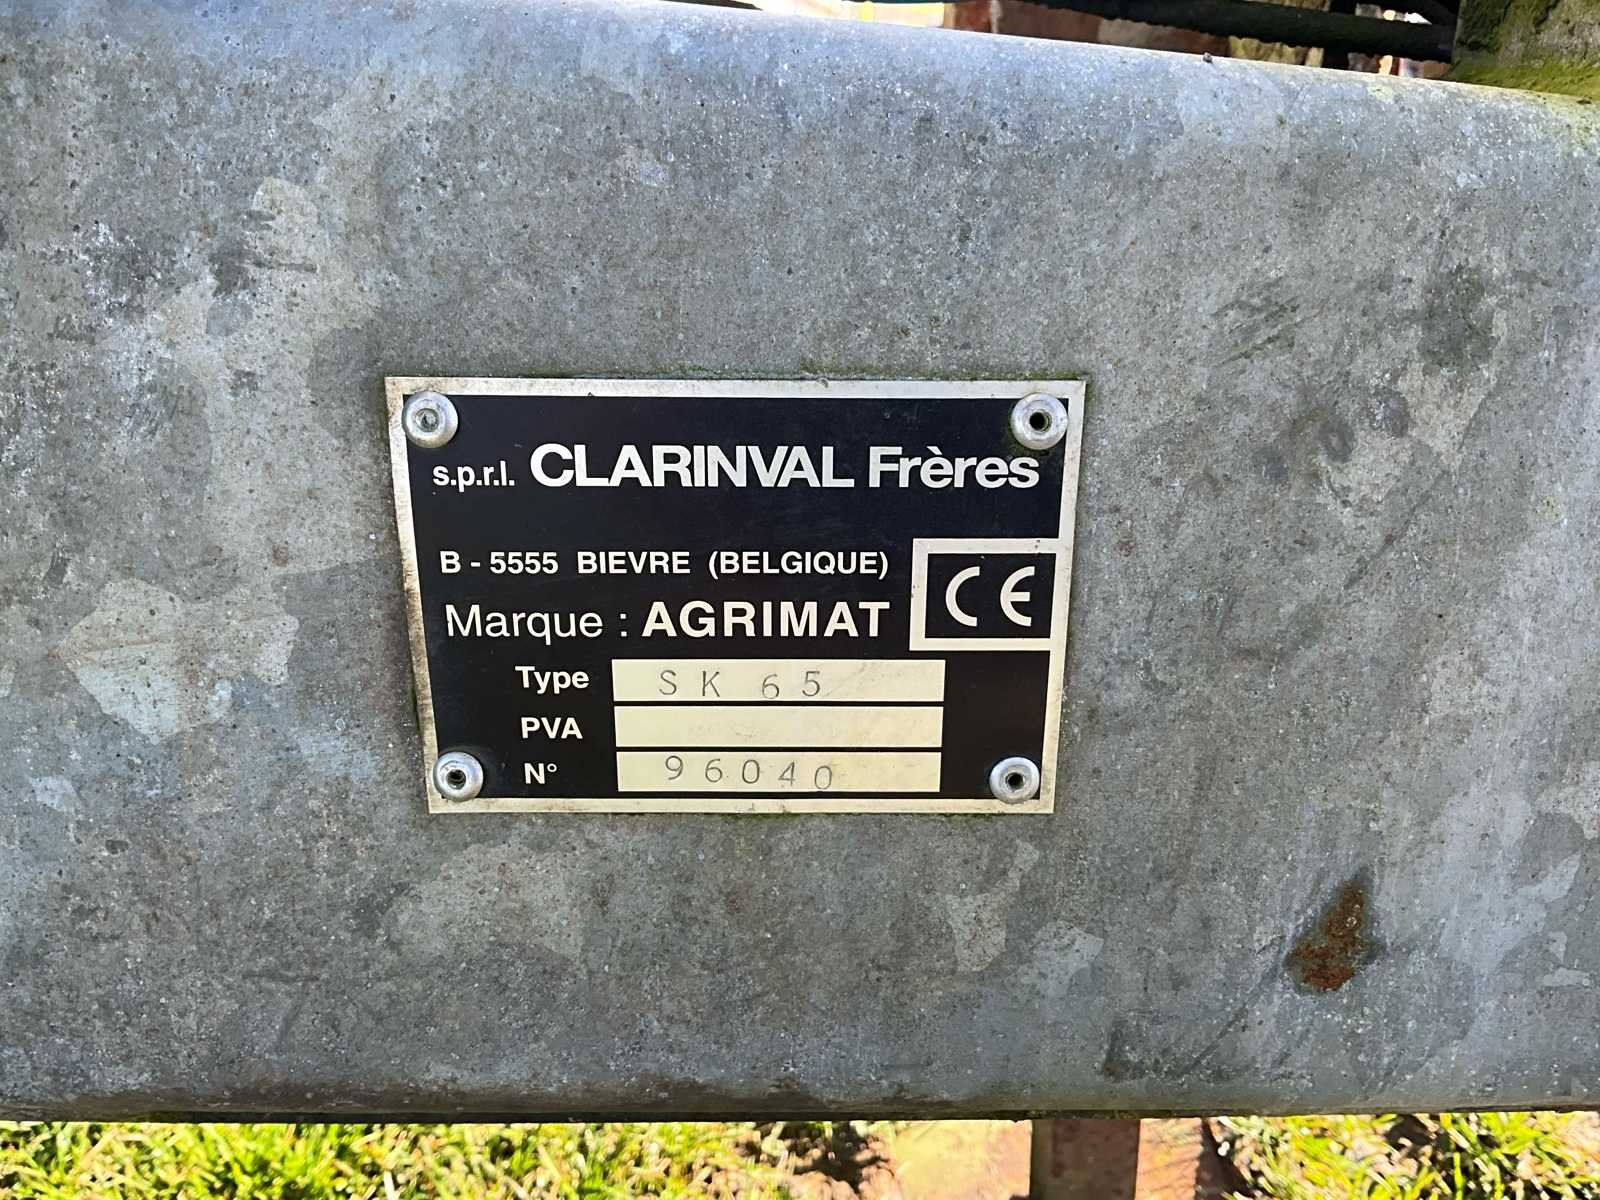 s.p.r.l. CLARINVAL Frères
B - 5555 BIEVRE (BELGIQUE)
CE
Marque : AGRIMAT
Type SK 65
PVA
N° 96040